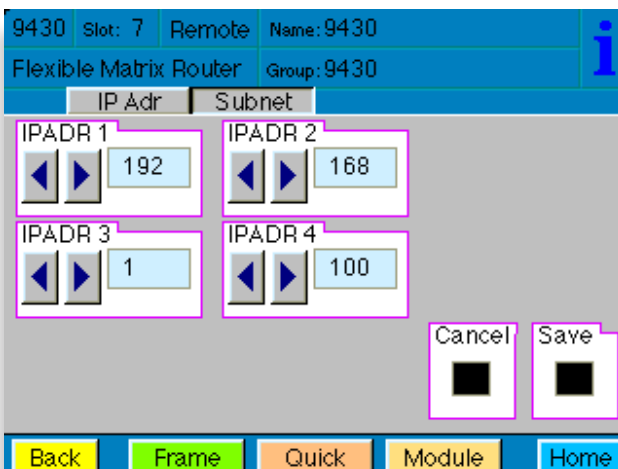 9430 Slot: 7 Remote Name: 9430
Flexible Matrix Router Group: 9430
i
IP Adr Subnet
IPADR 1 IPADR 2
192 168
IPADR 3 IPADR 4
1 100
Cancel Save
Back Frame Quick Module Home